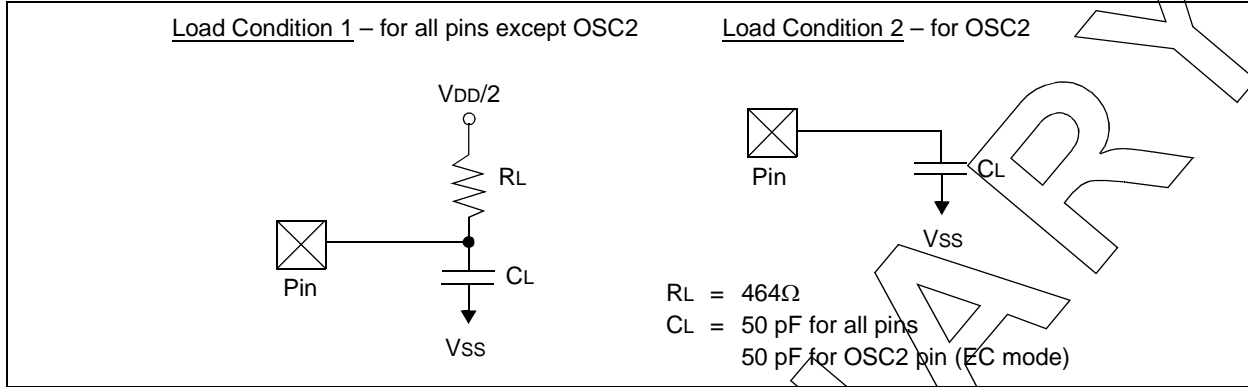 Load Condition 1 – for all pins except OSC2
Load Condition 2 – for OSC2
VDD/2
RL
Pin
CL
VSS
Pin
CL
VSS
RL = 464Ω
CL = 50 pF for all pins
50 pF for OSC2 pin (EC mode)
A R Y